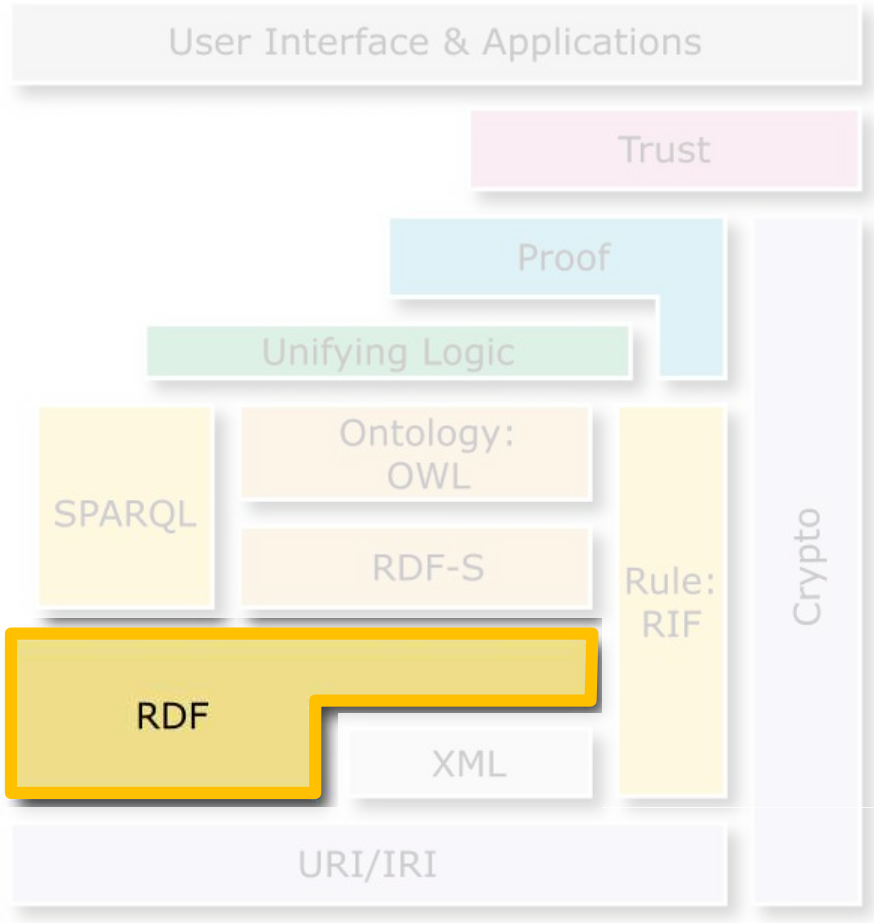 User Interface & Applications
Trust
Proof
Unifying Logic
Ontology:
OWL
SPARQL
RDF-S
Rule:
RIF
Crypto
RDF
XML
URI/IRI